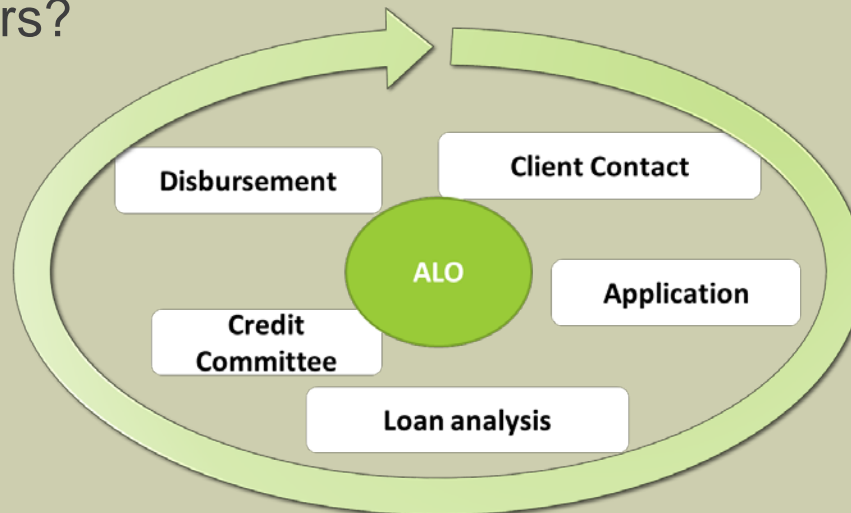 rs?
Disbursement
Client Contact
ALO
Application
Credit
Committee
Loan analysis